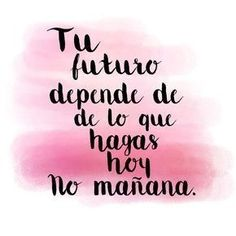 Tu
futuro
depende de
de lo que
hagas
hoy
No mañana.